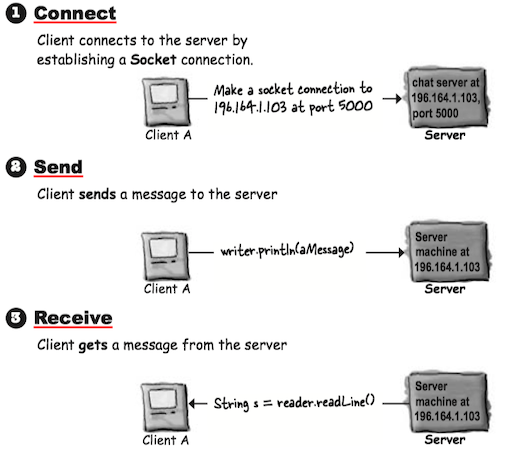 1 Connect
Client connects to the server by
establishing a Socket connection.
Make a socket connection to
196.164.1.103 at port 5000
chat server at
196.164.1.103,
port 5000
Client A
Server
2 Send
Client sends a message to the server
writer.println(aMessage)
Server
machine at
196.164.1.103
Client A
Server
3 Receive
Client gets a message from the server
String s = reader.readLine()
Server
machine at
196.164.1.103
Client A
Server